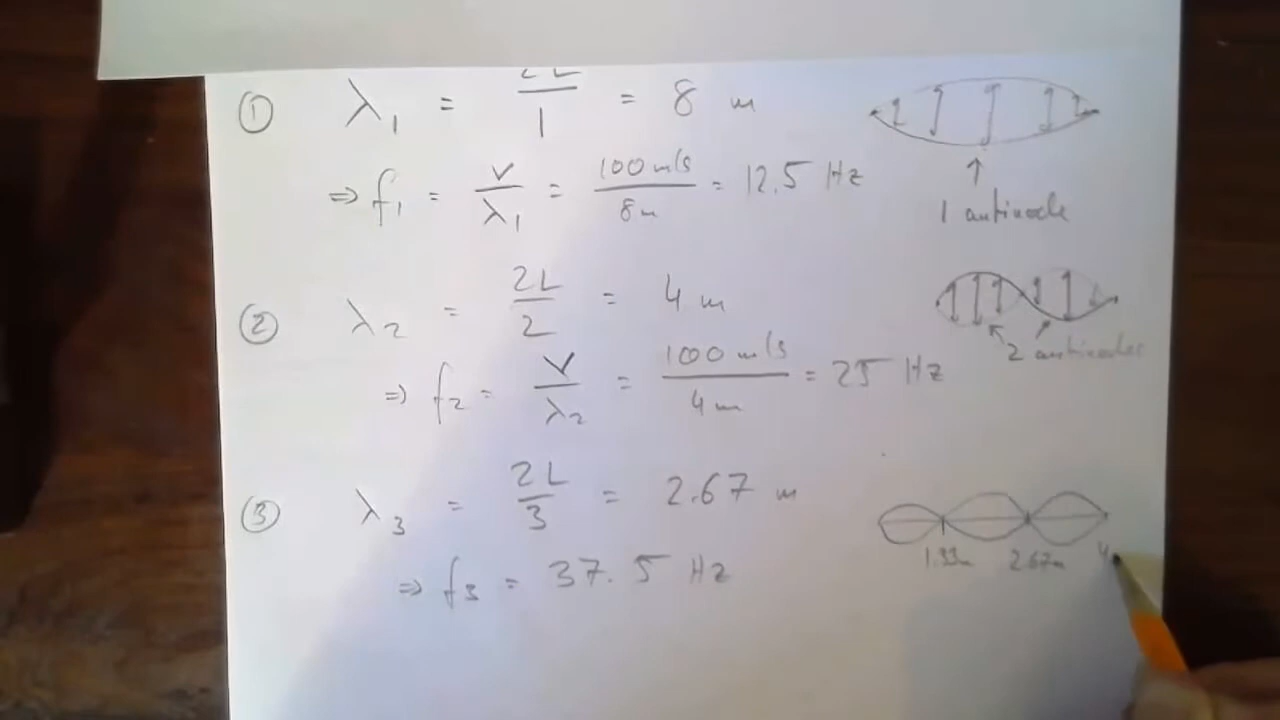 ① λ₁ = 2L/1 = 8 m
⇒ f₁ = v/λ₁ = 100 m/s / 8m = 12.5 Hz
1 antinode
② λ₂ = 2L/2 = 4 m
2 antinodes
⇒ f₂ = v/λ₂ = 100 m/s / 4 m = 25 Hz
③ λ₃ = 2L/3 = 2.67 m
1.33m 2.67m 4
⇒ f₃ = 37.5 Hz